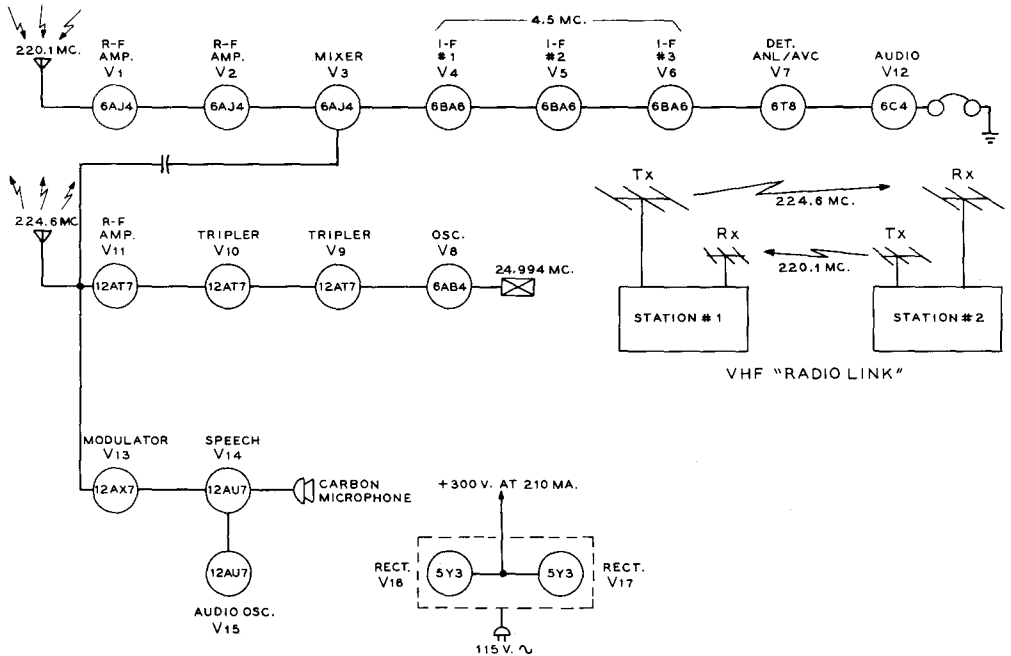 4.5 MC.
220.1 MC.
R-F
AMP.
V1
R-F
AMP.
V2
MIXER
V3
I-F
#1
V4
I-F
#2
V5
I-F
#3
V6
DET.
ANL/AVC
V7
AUDIO
V12
6AJ4
6AJ4
6AJ4
6BA6
6BA6
6BA6
6T8
6C4
224.6 MC
R-F
AMP.
V11
TRIPLER
V10
TRIPLER
V9
OSC.
V8
12AT7
12AT7
12AT7
6AB4
24.994 MC.
Tx
Rx
224.6 MC.
Rx
Tx
220.1 MC.
STATION #1
STATION #2
VHF "RADIO LINK"
MODULATOR
V13
SPEECH
V14
12AX7
12AU7
CARBON
MICROPHONE
12AU7
AUDIO OSC.
V15
+300 V. AT 210 MA.
RECT.
V16
5Y3
5Y3
RECT.
V17
115 V. ∿